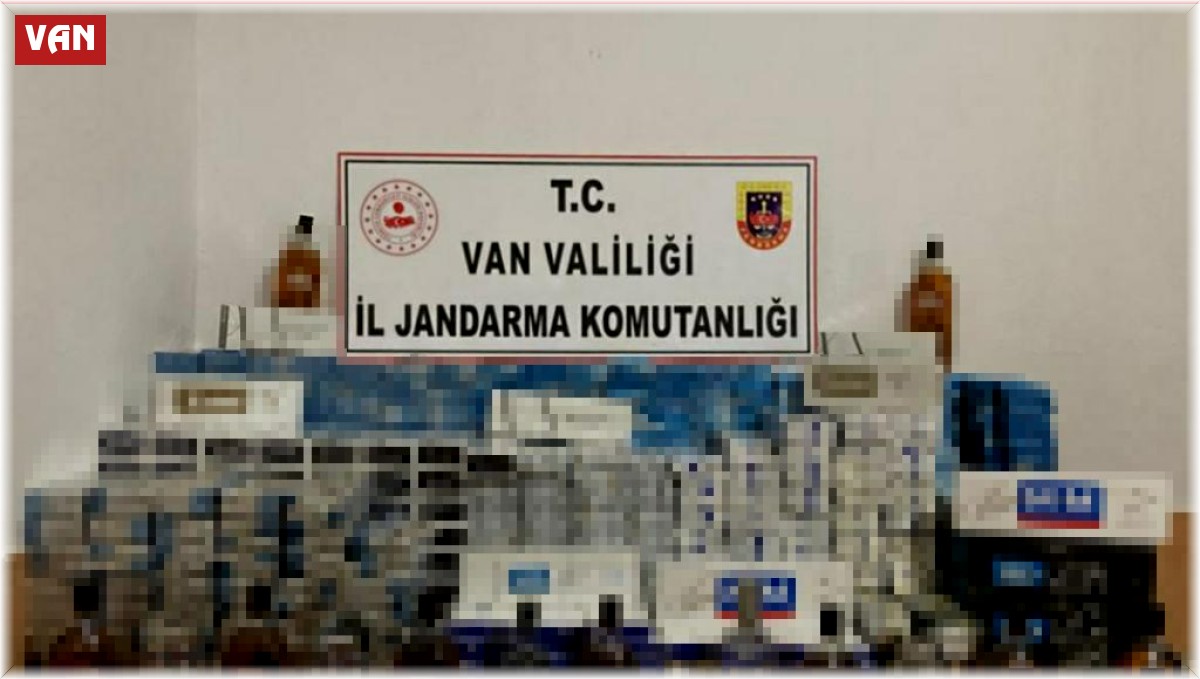 VAN
T.C.
VAN VALİLİĞİ
İL JANDARMA KOMUTANLIĞI